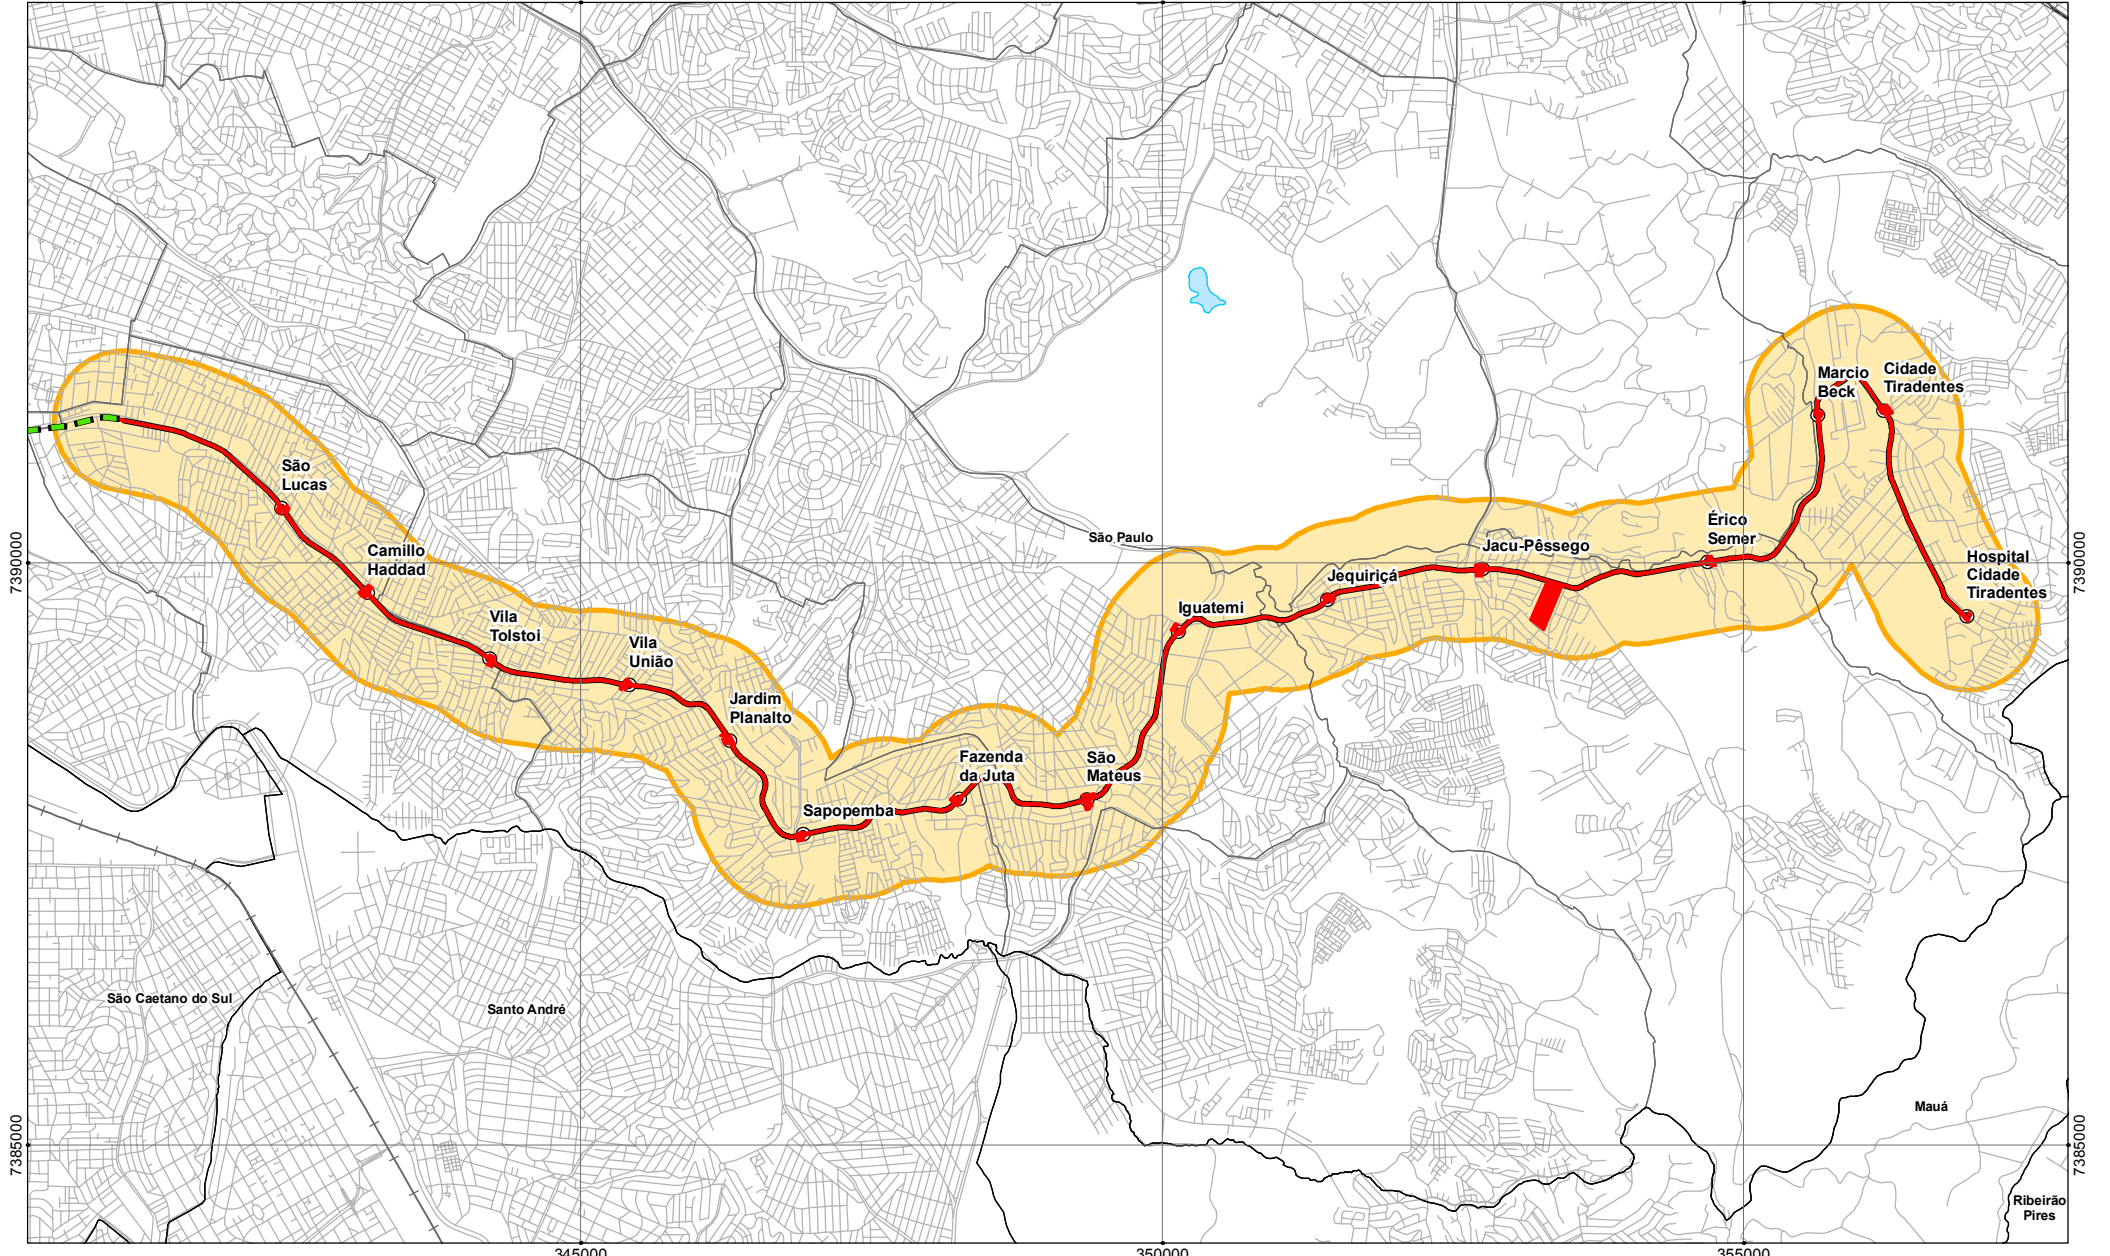 Marcio
Beck
Cidade
Tiradentes
São
Lucas
Camillo
Haddad
São Paulo
Érico
Semer
Jacu-Pêssego
Hospital
Cidade
Tiradentes
Jequiriçá
Iguatemi
Vila
Tolstoi
Vila
União
Jardim
Planalto
Fazenda
da Juta
São
Mateus
Sapopemba
São Caetano do Sul
Santo André
Mauá
Ribeirão
Pires
7390000
7390000
7385000
7385000
345000
350000
355000